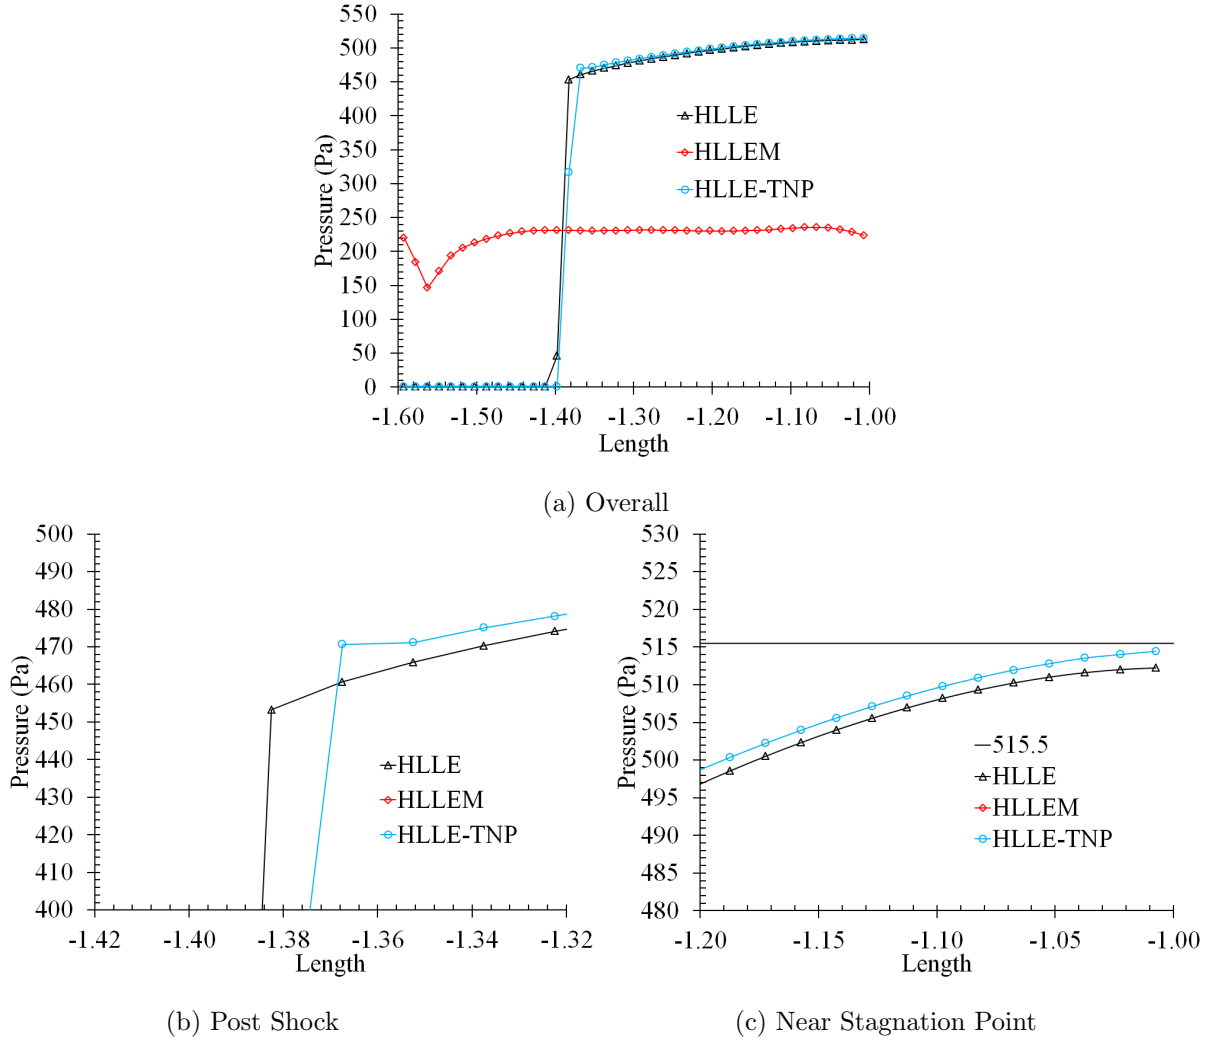 550
500
450
400
350
300
250
200
150
100
50
0
Pressure (Pa)
HLLE
HLLEM
HLLE-TNP
-1.60 -1.50 -1.40 -1.30 -1.20 -1.10 -1.00
Length
(a) Overall
500
490
480
470
460
450
440
430
420
410
400
Pressure (Pa)
HLLE
HLLEM
HLLE-TNP
-1.42 -1.40 -1.38 -1.36 -1.34 -1.32
Length
(b) Post Shock
530
525
520
515
510
505
500
495
490
485
480
Pressure (Pa)
515.5
HLLE
HLLEM
HLLE-TNP
-1.20 -1.15 -1.10 -1.05 -1.00
Length
(c) Near Stagnation Point